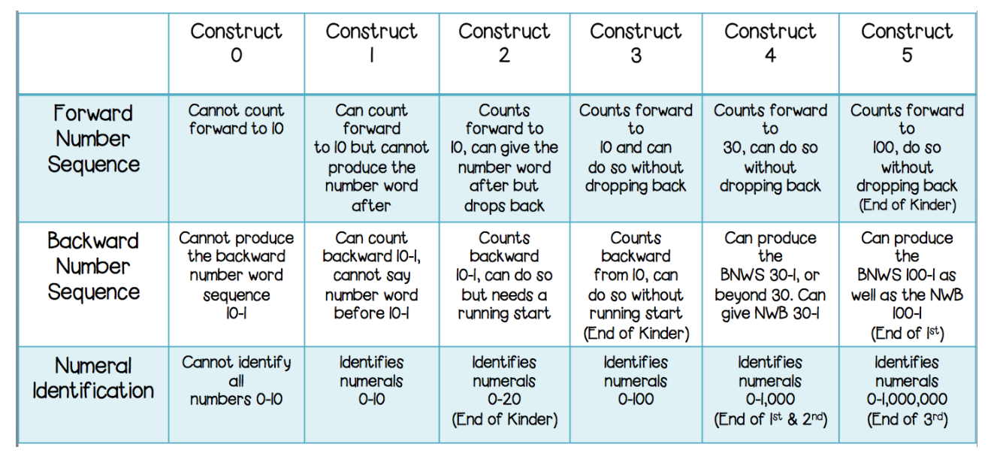 Construct
0
Construct
1
Construct
2
Construct
3
Construct
4
Construct
5
Forward
Number
Sequence
Cannot count
forward to 10
Can count
forward
to 10 but cannot
produce the
number word
after
Counts
forward to
10, can give the
number word
after but
drops back
Counts forward
to
10 and can
do so without
dropping back
Counts forward
to
30, can do so
without
dropping back
Counts forward
to
100, do so
without
dropping back
(End of Kinder)
Backward
Number
Sequence
Cannot produce
the backward
number word
sequence
10-1
Can count
backward 10-1,
cannot say
number word
before 10-1
Counts
backward
10-1, can do so
but needs a
running start
Counts
backward
from 10, can
do so without
running start
(End of Kinder)
Can produce
the
BNWS 30-1, or
beyond 30. Can
give NWB 30-1
Can produce
the
BNWS 100-1 as
well as the NWB
100-1
(End of 1st)
Numeral
Identification
Cannot identify
all
numbers 0-10
Identifies
numerals
0-10
Identifies
numerals
0-20
(End of Kinder)
Identifies
numerals
0-100
Identifies
numerals
0-1,000
(End of 1st & 2nd)
Identifies
numerals
0-1,000,000
(End of 3rd)